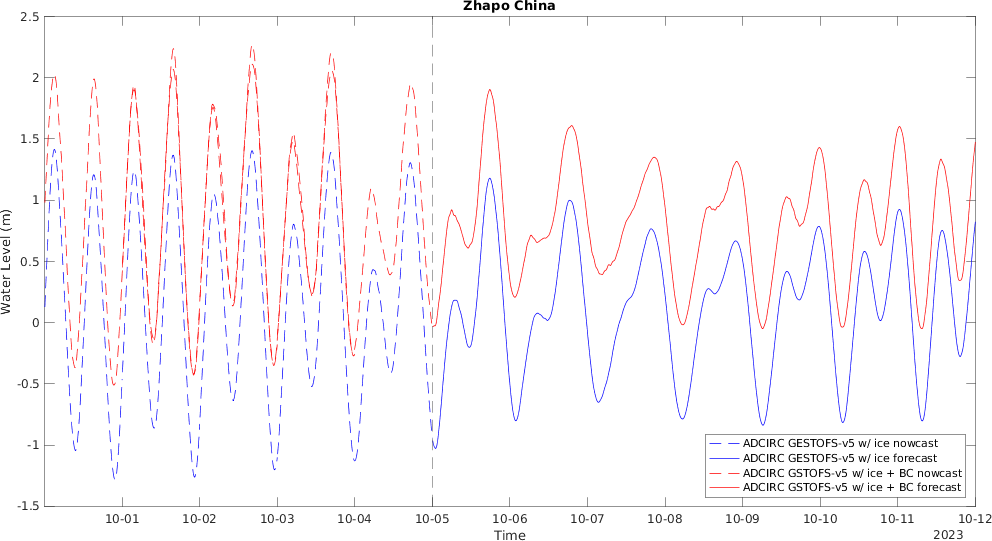 Zhapo China
2.5
2
1.5
1
0.5
0
-0.5
-1
-1.5
Water Level (m)
10-01 10-02 10-03 10-04 10-05 10-06 10-07 10-08 10-09 10-10 10-11 10-12
Time
2023
ADCIRC GESTOFS-v5 w/ ice nowcast
ADCIRC GESTOFS-v5 w/ ice forecast
ADCIRC GSTOFS-v5 w/ ice + BC nowcast
ADCIRC GSTOFS-v5 w/ ice + BC forecast